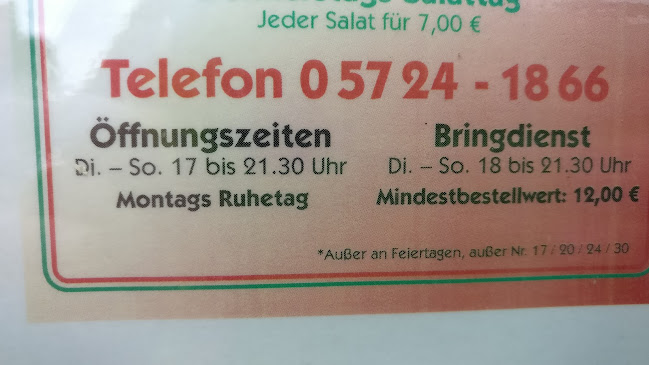 Salattag
Jeder Salat für 7,00 €
Telefon 0 57 24 - 18 66
Öffnungszeiten
Di. – So. 17 bis 21.30 Uhr
Montags Ruhetag
Bringdienst
Di. – So. 18 bis 21.30 Uhr
Mindestbestellwert: 12,00 €
*Außer an Feiertagen, außer Nr. 17 / 20 / 24 / 30